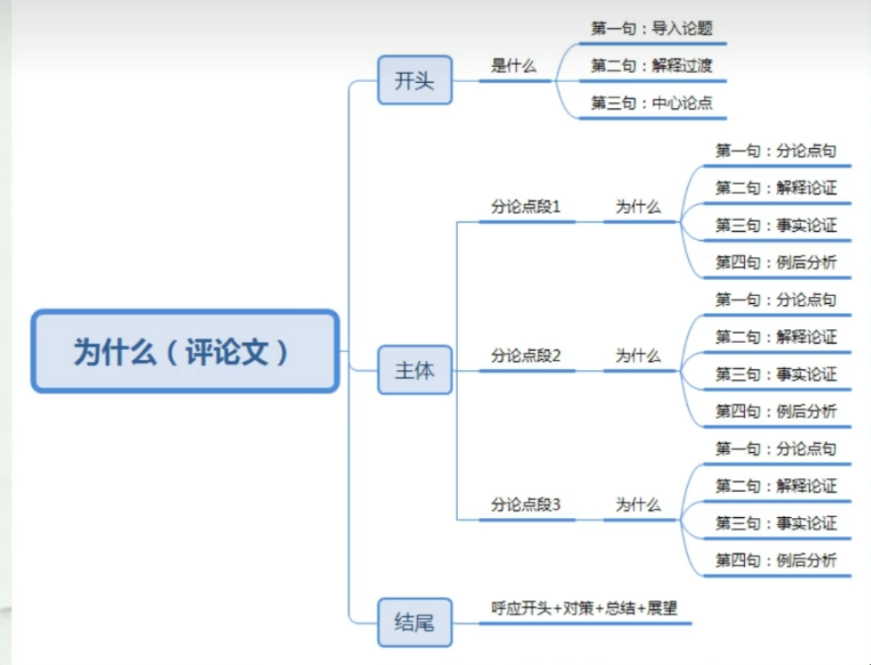 为什么（评论文）
开头
是什么
第一句：导入论题
第二句：解释过渡
第三句：中心论点
主体
分论点段1
为什么
第一句：分论点句
第二句：解释论证
第三句：事实论证
第四句：例后分析
分论点段2
为什么
第一句：分论点句
第二句：解释论证
第三句：事实论证
第四句：例后分析
分论点段3
为什么
第一句：分论点句
第二句：解释论证
第三句：事实论证
第四句：例后分析
结尾
呼应开头+对策+总结+展望